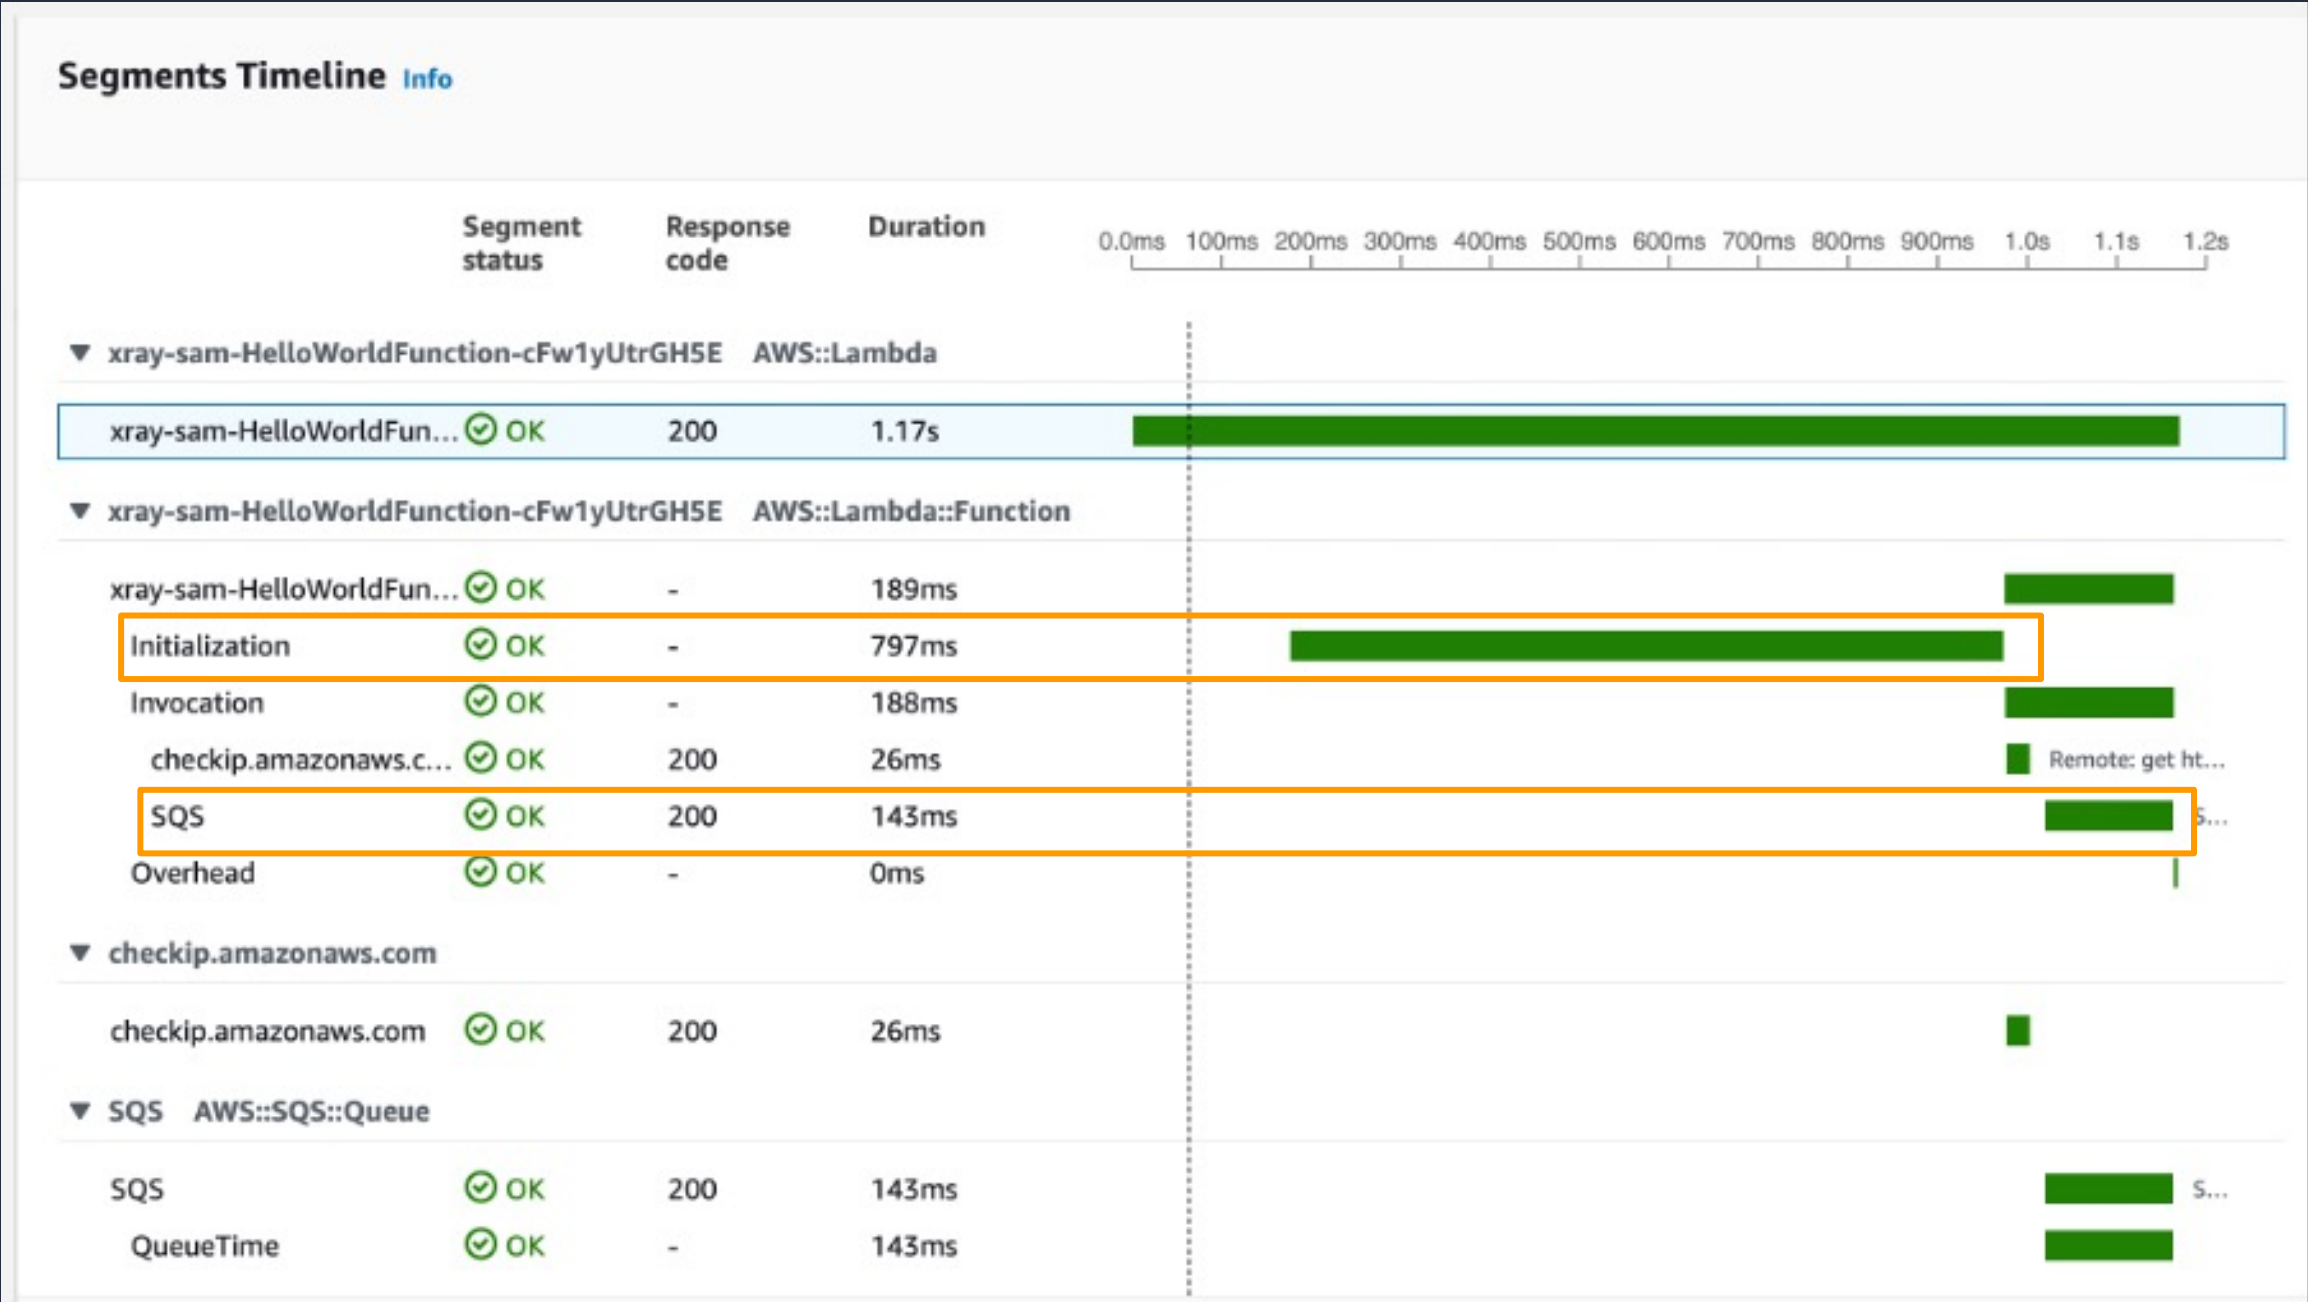 Segments Timeline Info
Segment status Response code Duration 0.0ms 100ms 200ms 300ms 400ms 500ms 600ms 700ms 800ms 900ms 1.0s 1.1s 1.2s
xray-sam-HelloWorldFunction-cFw1yUtrGH5E AWS::Lambda
xray-sam-HelloWorldFun... OK 200 1.17s
xray-sam-HelloWorldFunction-cFw1yUtrGH5E AWS::Lambda::Function
xray-sam-HelloWorldFun... OK - 189ms
Initialization OK - 797ms
Invocation OK - 188ms
checkip.amazonaws.c... OK 200 26ms Remote: get ht...
SQS OK 200 143ms S...
Overhead OK - 0ms
checkip.amazonaws.com
checkip.amazonaws.com OK 200 26ms
SQS AWS::SQS::Queue
SQS OK 200 143ms S...
QueueTime OK - 143ms